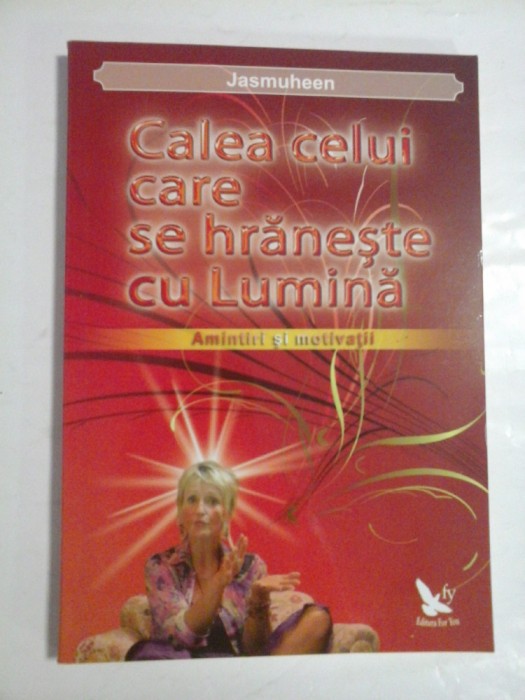 Jasmuheen
Calea celui
care
se hrănește
cu Lumină
Amintiri și motivații
fy
Editura For You